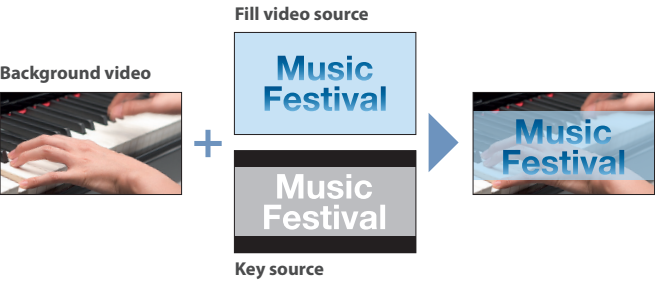 Fill video source
Background video
Music
Festival
+
Music
Festival
Key source
Music
Festival